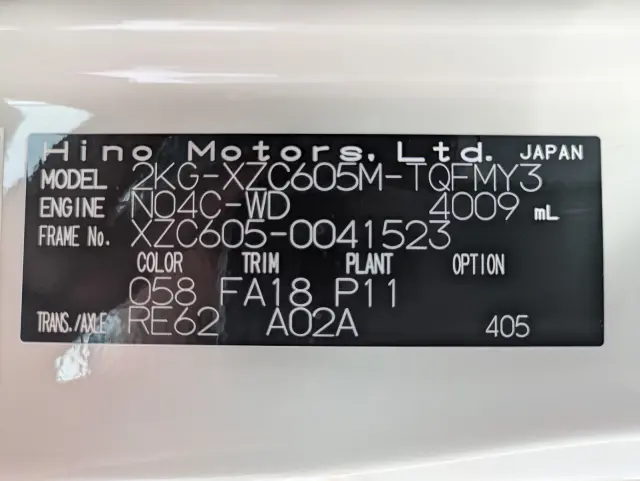 Hino Motors, Ltd. JAPAN
MODEL 2KG-XZC605M-TQFMY3
ENGINE N04C-WD 4009 mL
FRAME No. XZC605-0041523
COLOR TRIM PLANT OPTION
058 FA18 P11
TRANS./AXLE RE62 A02A 405